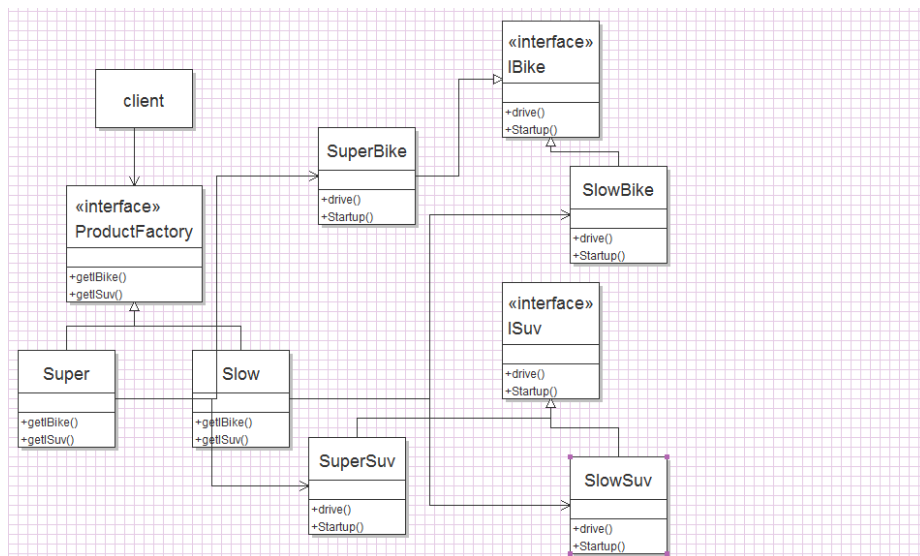 client
«interface»
ProductFactory
+getIBike()
+getISuv()
Super
+getIBike()
+getISuv()
Slow
+getIBike()
+getISuv()
SuperBike
+drive()
+Startup()
«interface»
IBike
+drive()
+Startup()
SlowBike
+drive()
+Startup()
«interface»
ISuv
+drive()
+Startup()
SuperSuv
+drive()
+Startup()
SlowSuv
+drive()
+Startup()